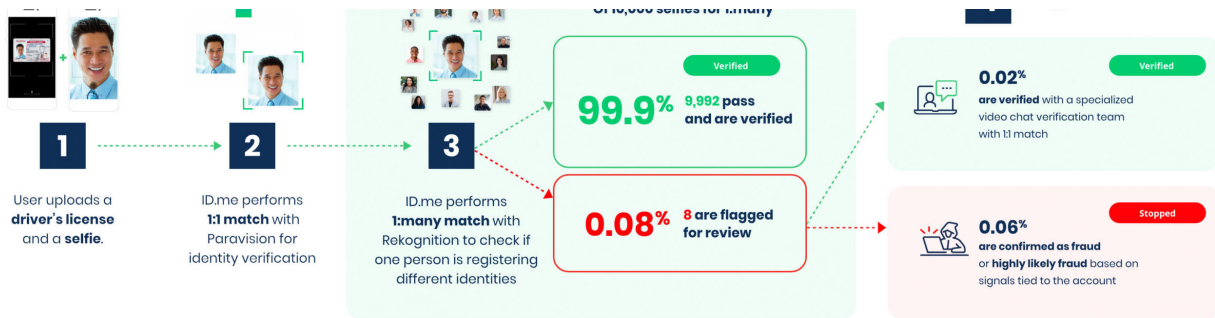 Of 10,000 selfies for 1:many
Verified
99.9%
9,992 pass
and are verified
0.08%
8 are flagged
for review
1
User uploads a
driver's license
and a selfie.
2
ID.me performs
1:1 match with
Paravision for
identity verification
3
ID.me performs
1:many match with
Rekognition to check if
one person is registering
different identities
Verified
0.02%
are verified with a specialized
video chat verification team
with 1:1 match
Stopped
0.06%
are confirmed as fraud
or highly likely fraud based on
signals tied to the account